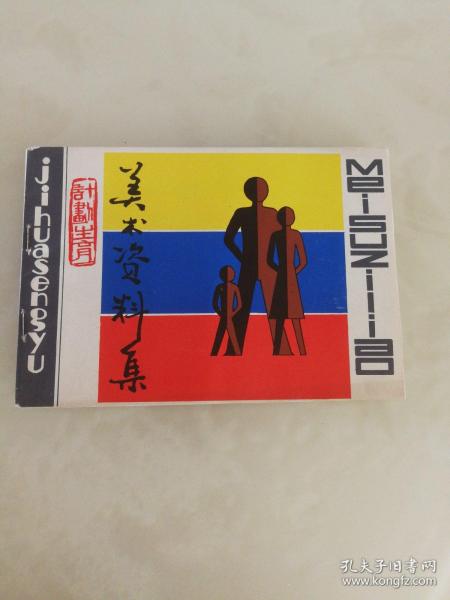 jihuasengyu
計劃生育
美术资料集
MeisuZiliao
孔夫子旧书网
www.kongfz.com